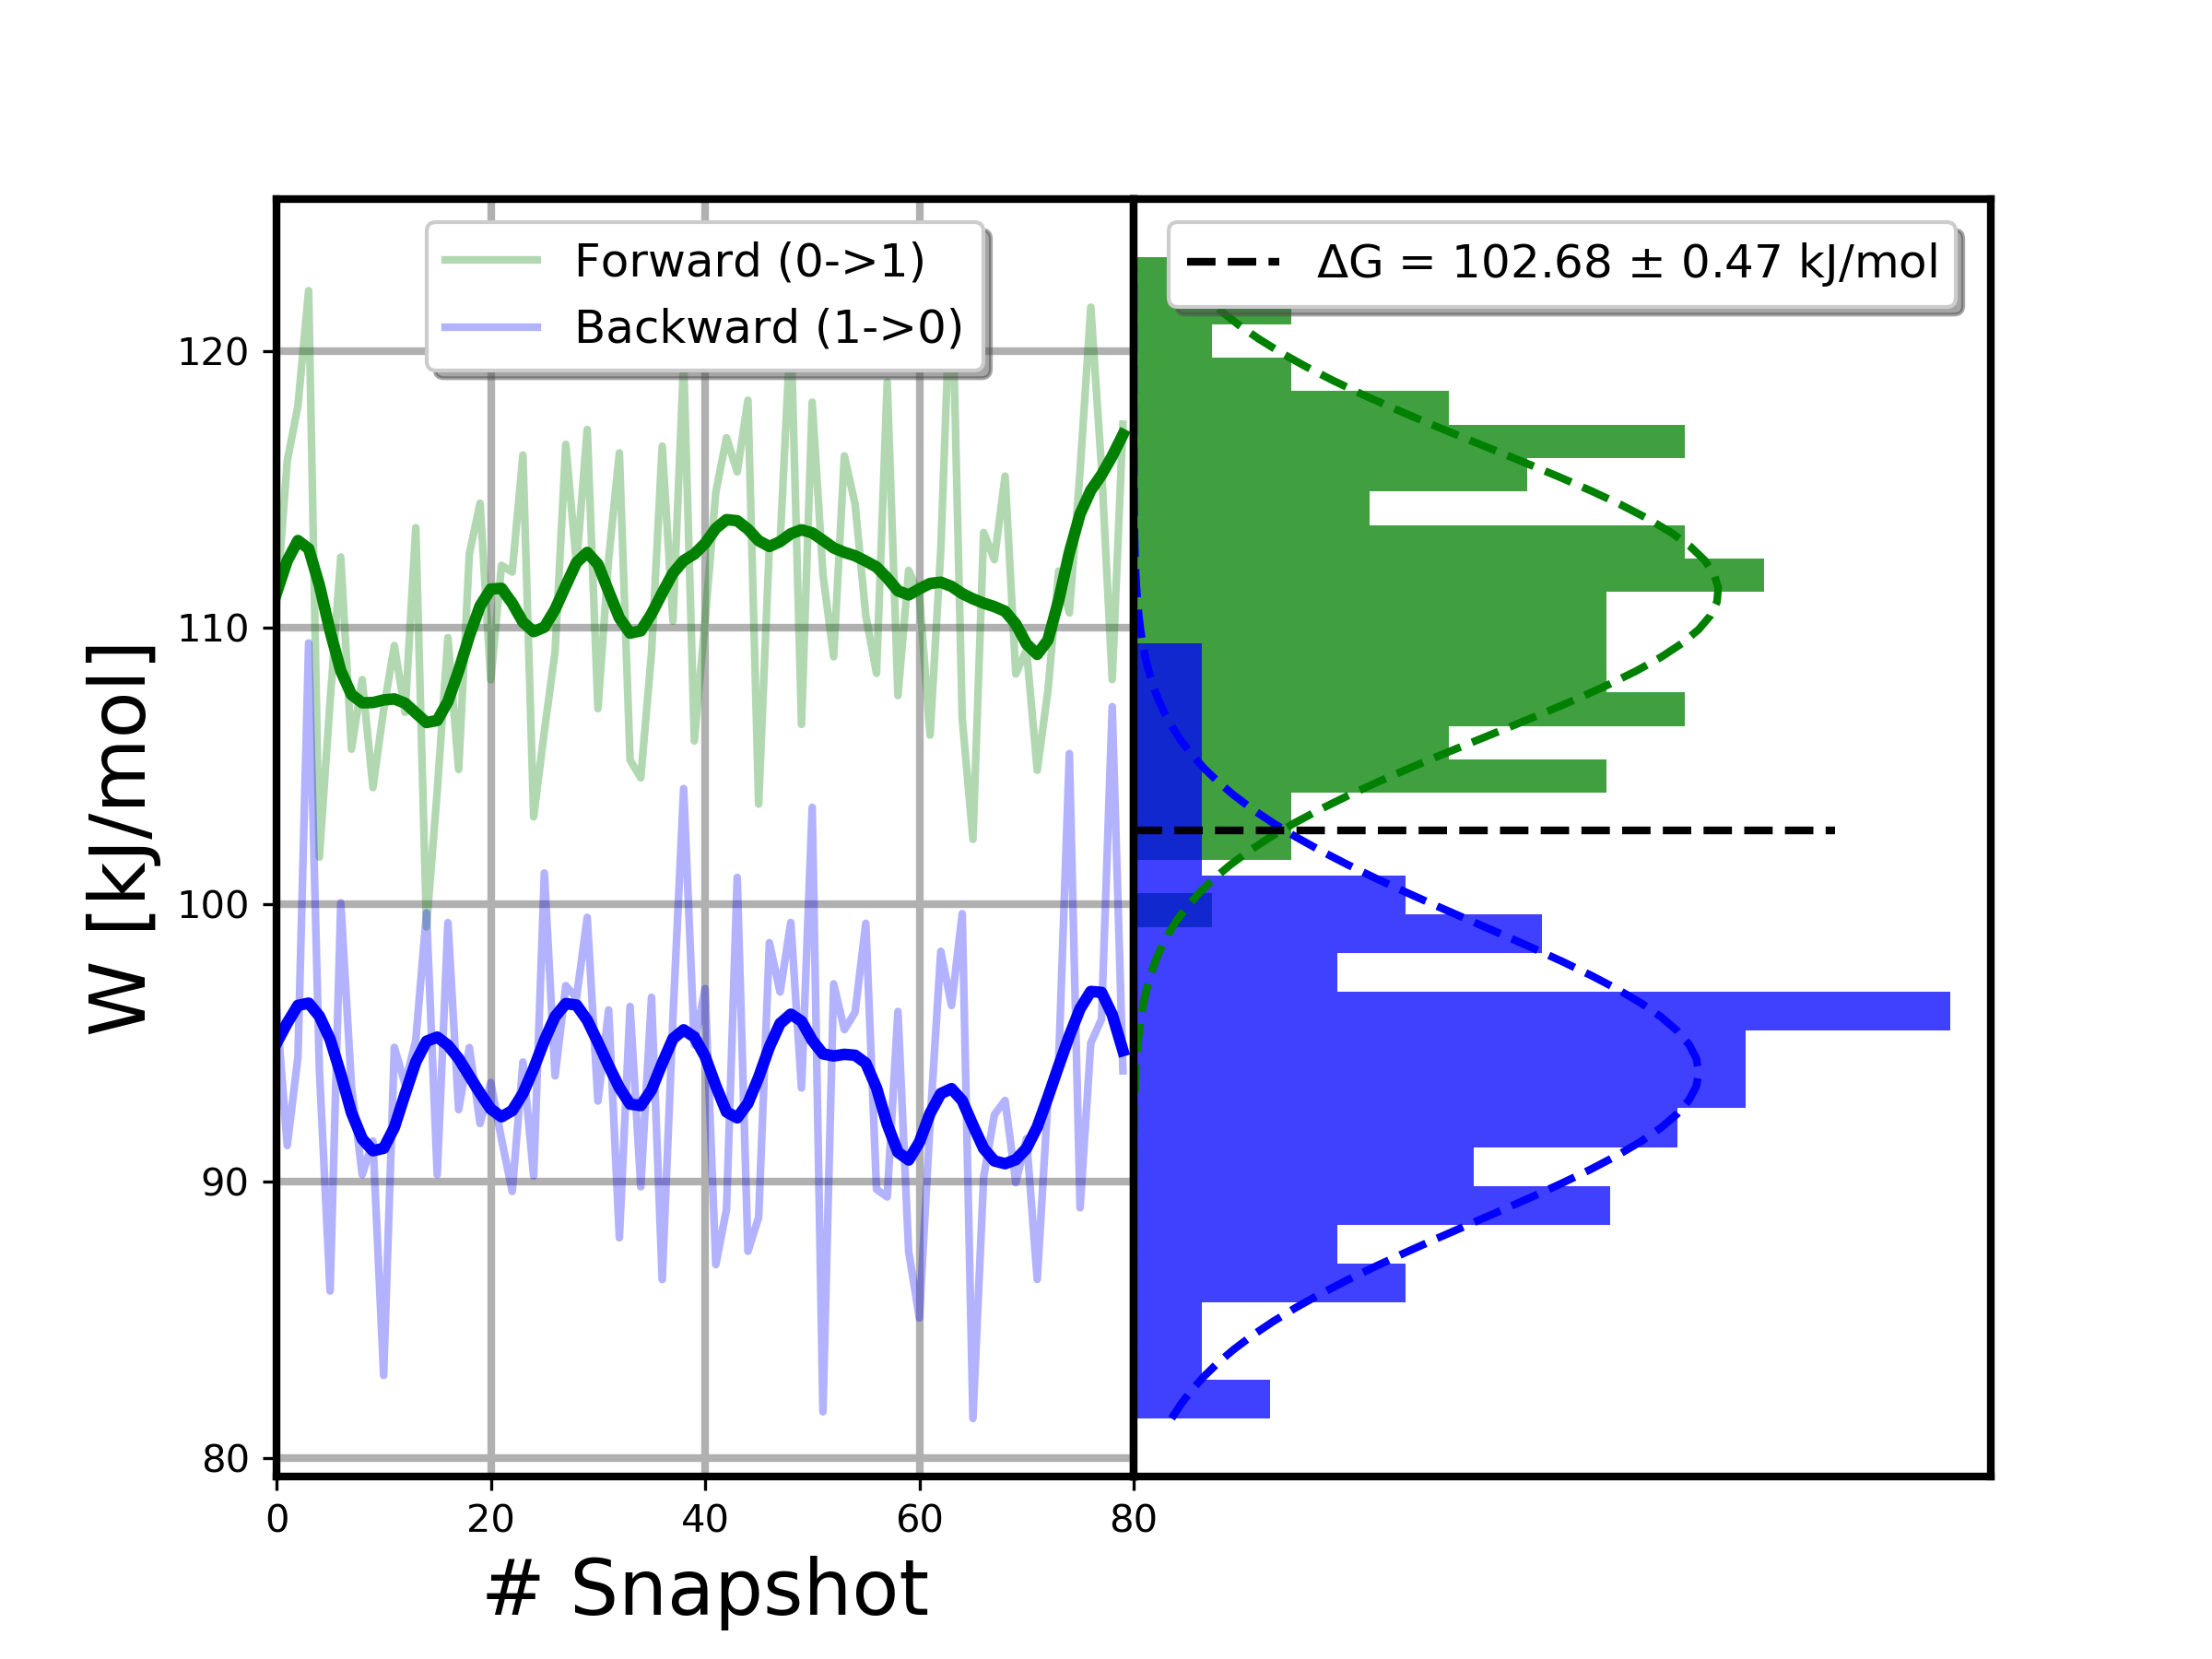 Forward (0->1)
Backward (1->0)
ΔG = 102.68 ± 0.47 kJ/mol
W [kJ/mol]
120
110
100
90
80
0
20
40
60
80
# Snapshot